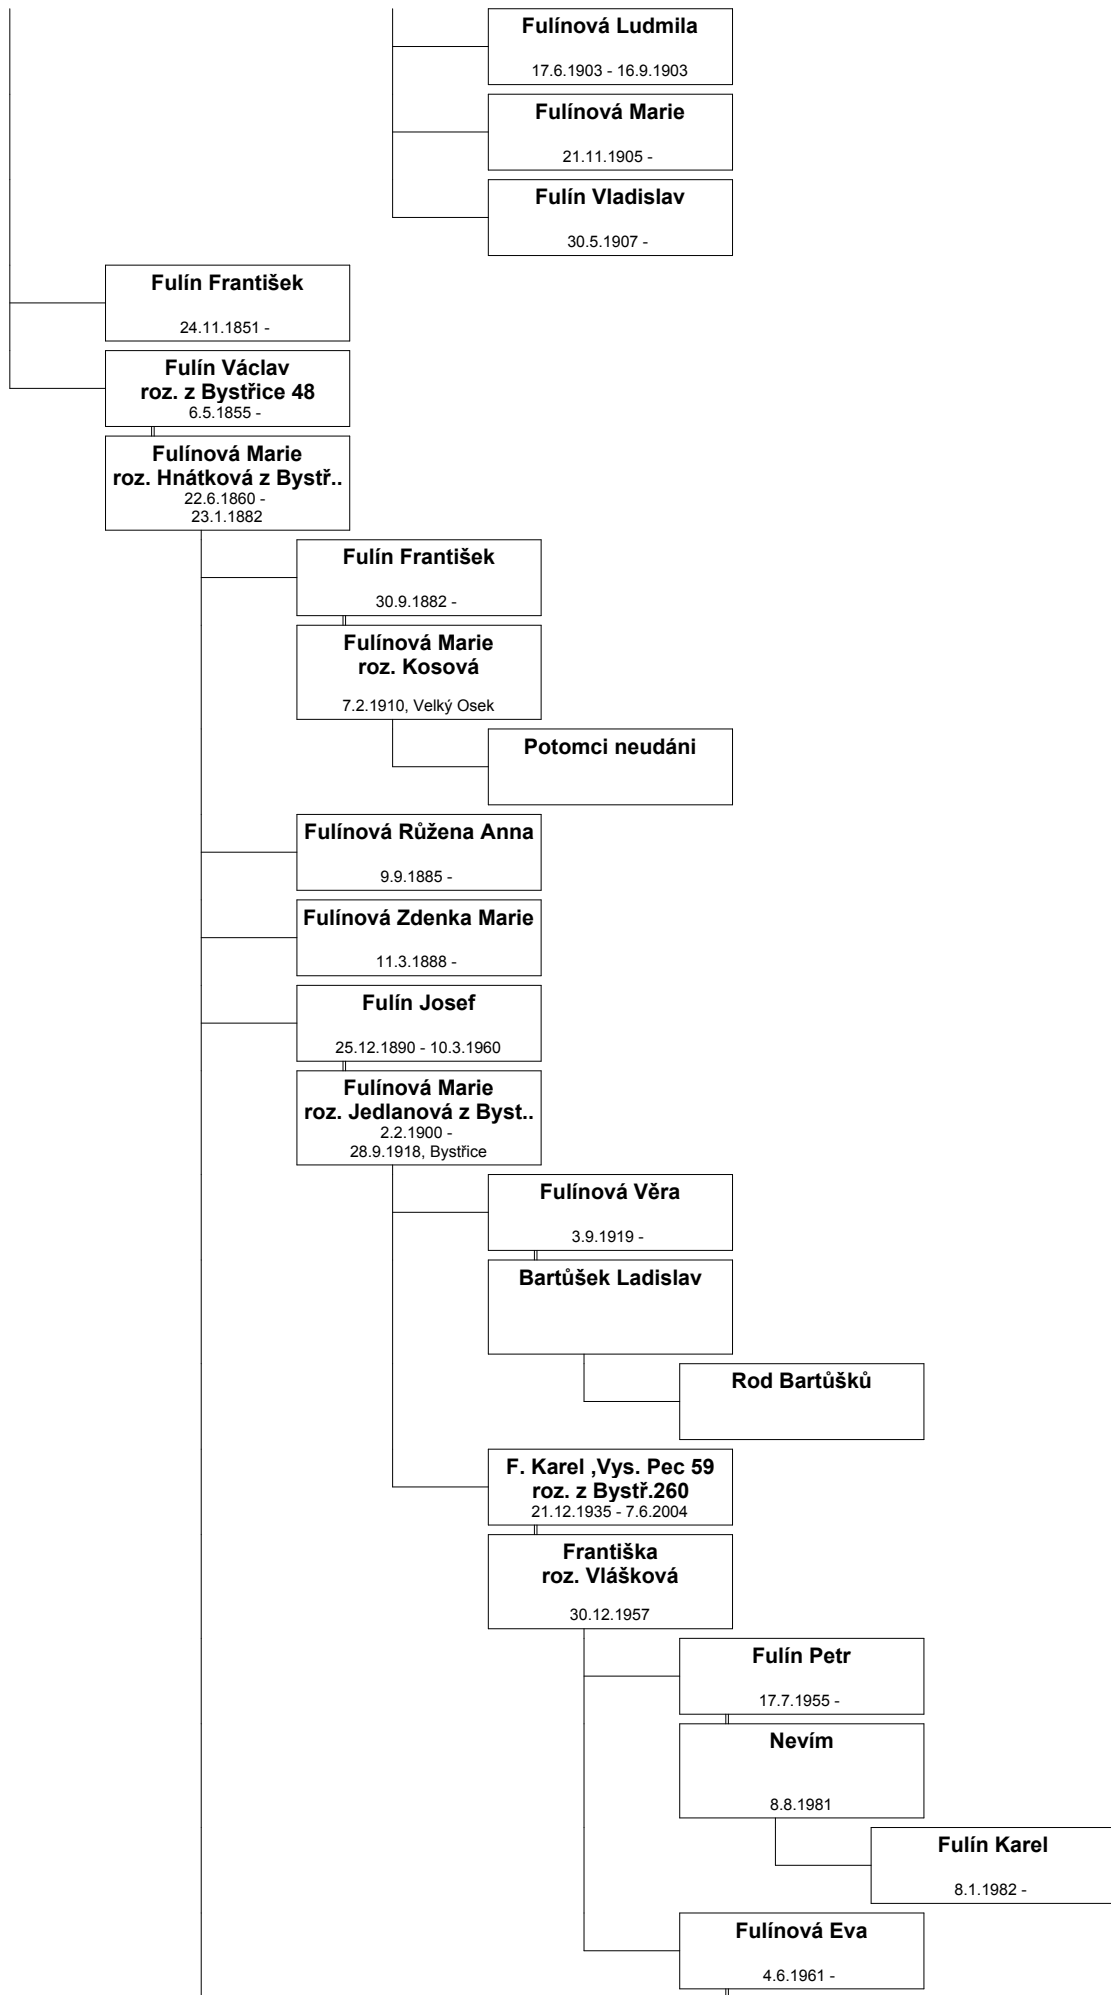 Fulínová Ludmila
17.6.1903 - 16.9.1903
Fulínová Marie
21.11.1905 -
Fulín Vladislav
30.5.1907 -
Fulín František
24.11.1851 -
Fulín Václav
roz. z Bystřice 48
6.5.1855 -
Fulínová Marie
roz. Hnátková z Bystř..
22.6.1860 -
23.1.1882
Fulín František
30.9.1882 -
Fulínová Marie
roz. Kosová
7.2.1910, Velký Osek
Potomci neudáni
Fulínová Růžena Anna
9.9.1885 -
Fulínová Zdenka Marie
11.3.1888 -
Fulín Josef
25.12.1890 - 10.3.1960
Fulínová Marie
roz. Jedlanová z Byst..
2.2.1900 -
28.9.1918, Bystřice
Fulínová Věra
3.9.1919 -
Bartůšek Ladislav
Rod Bartůšků
F. Karel ,Vys. Pec 59
roz. z Bystř.260
21.12.1935 - 7.6.2004
Františka
roz. Vlášková
30.12.1957
Fulín Petr
17.7.1955 -
Nevím
8.8.1981
Fulín Karel
8.1.1982 -
Fulínová Eva
4.6.1961 -